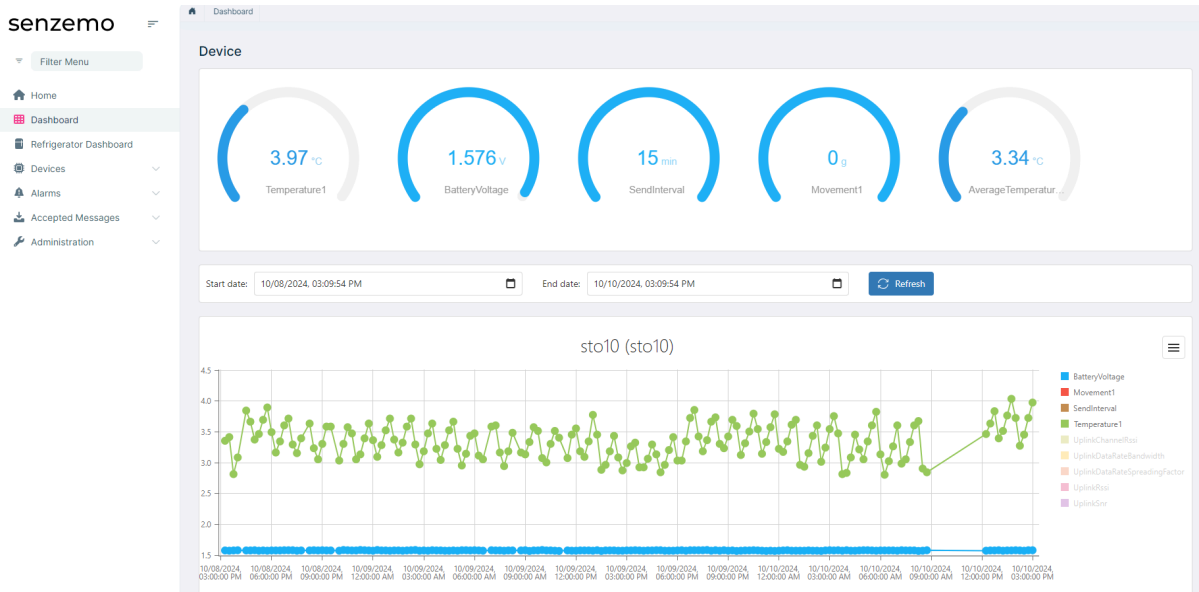 senzemo
Dashboard
Filter Menu
Home
Dashboard
Refrigerator Dashboard
Devices
Alarms
Accepted Messages
Administration
Device
3.97 °C
Temperature1
1.576 V
BatteryVoltage
15 min
SendInterval
0 g
Movement1
3.34 °C
AverageTemperatur...
Start date:
10/08/2024, 03:09:54 PM
End date:
10/10/2024, 03:09:54 PM
Refresh
sto10 (sto10)
4.5
4.0
3.5
3.0
2.5
2.0
1.5
10/08/2024, 03:00:00 PM
10/08/2024, 06:00:00 PM
10/08/2024, 09:00:00 PM
10/09/2024, 12:00:00 AM
10/09/2024, 03:00:00 AM
10/09/2024, 06:00:00 AM
10/09/2024, 09:00:00 AM
10/09/2024, 12:00:00 PM
10/09/2024, 03:00:00 PM
10/09/2024, 06:00:00 PM
10/09/2024, 09:00:00 PM
10/10/2024, 12:00:00 AM
10/10/2024, 03:00:00 AM
10/10/2024, 06:00:00 AM
10/10/2024, 09:00:00 AM
10/10/2024, 12:00:00 PM
10/10/2024, 03:00:00 PM
BatteryVoltage
Movement1
SendInterval
Temperature1
UplinkChannelRssi
UplinkDataRateBandwidth
UplinkDataRateSpreadingFactor
UplinkRssi
UplinkSnr